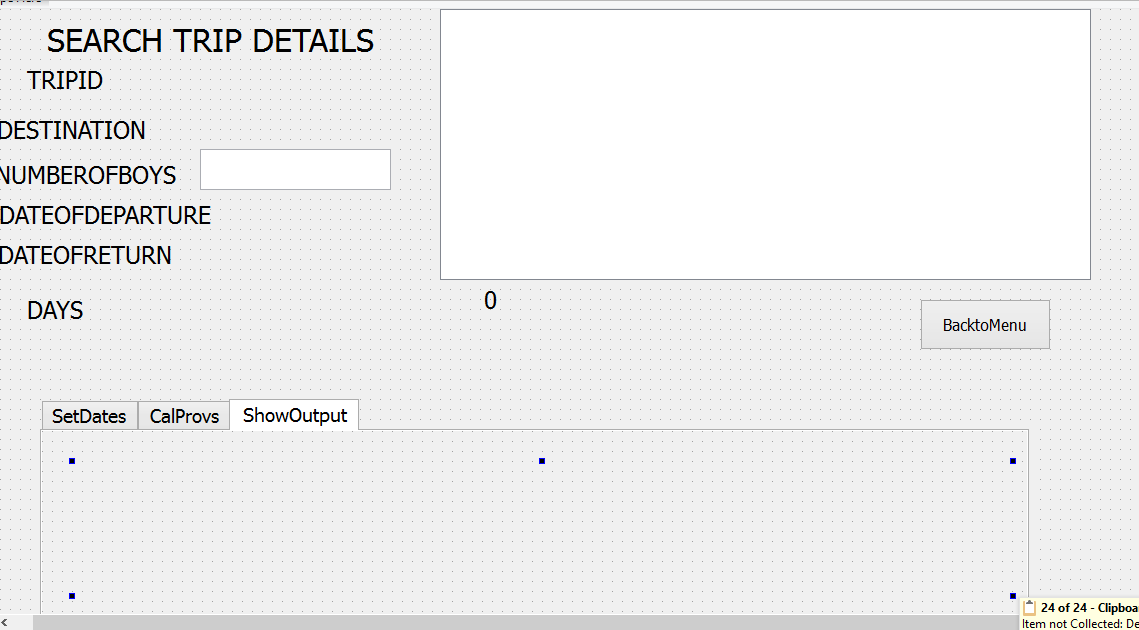 SEARCH TRIP DETAILS
TRIPID
DESTINATION
NUMBEROFBOYS
DATEOFDEPARTURE
DATEOFRETURN
DAYS
0
BacktoMenu
SetDates CalProvs ShowOutput
24 of 24 - Clipboa
Item not Collected: De